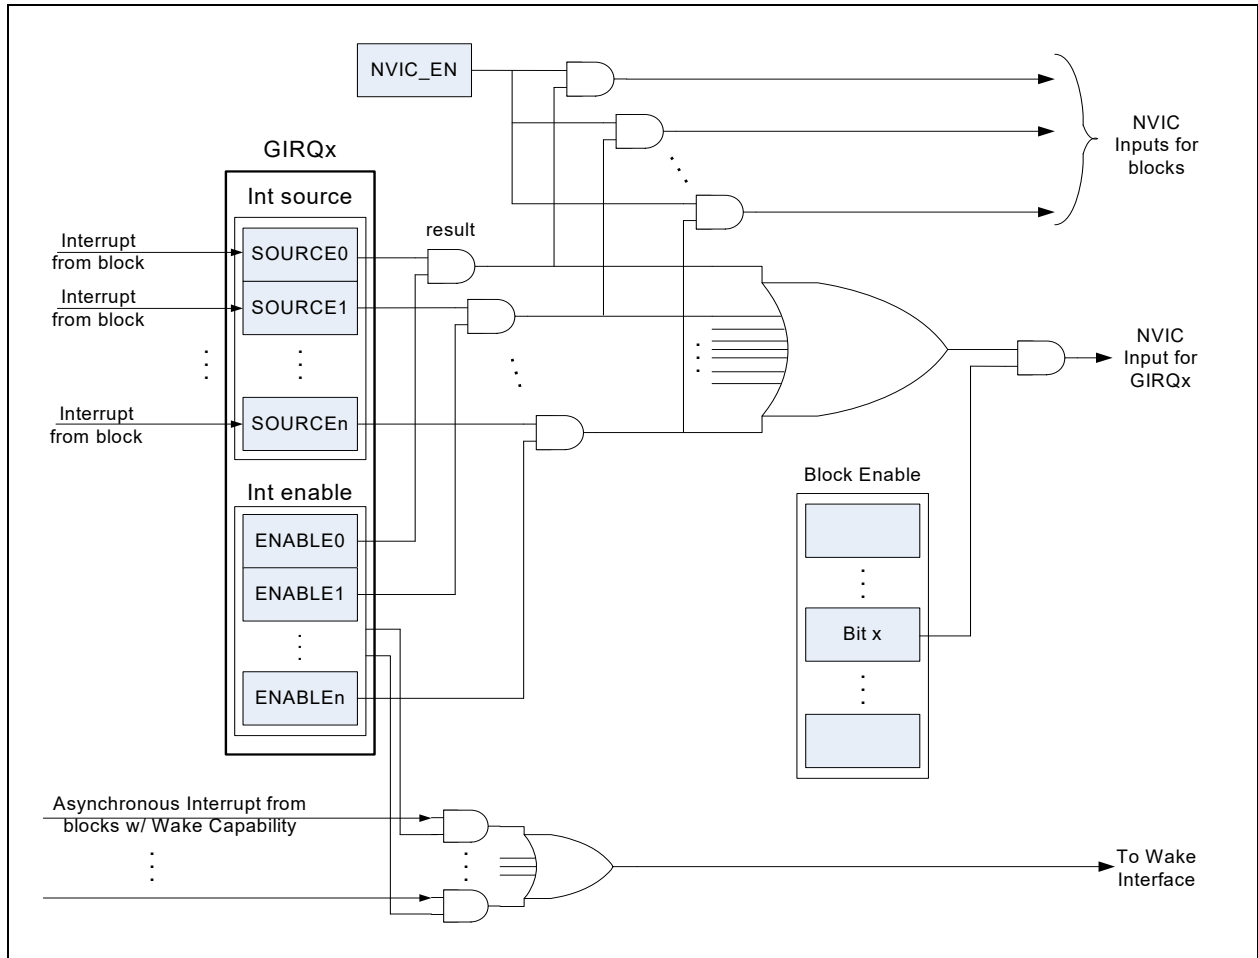 NVIC_EN
NVIC
Inputs for
blocks
GIRQx
Int source
result
Interrupt
from block
SOURCE0
Interrupt
from block
SOURCE1
NVIC
Input for
GIRQx
Interrupt
from block
SOURCEn
Block Enable
Int enable
ENABLE0
ENABLE1
Bit x
ENABLEn
Asynchronous Interrupt from
blocks w/ Wake Capability
To Wake
Interface